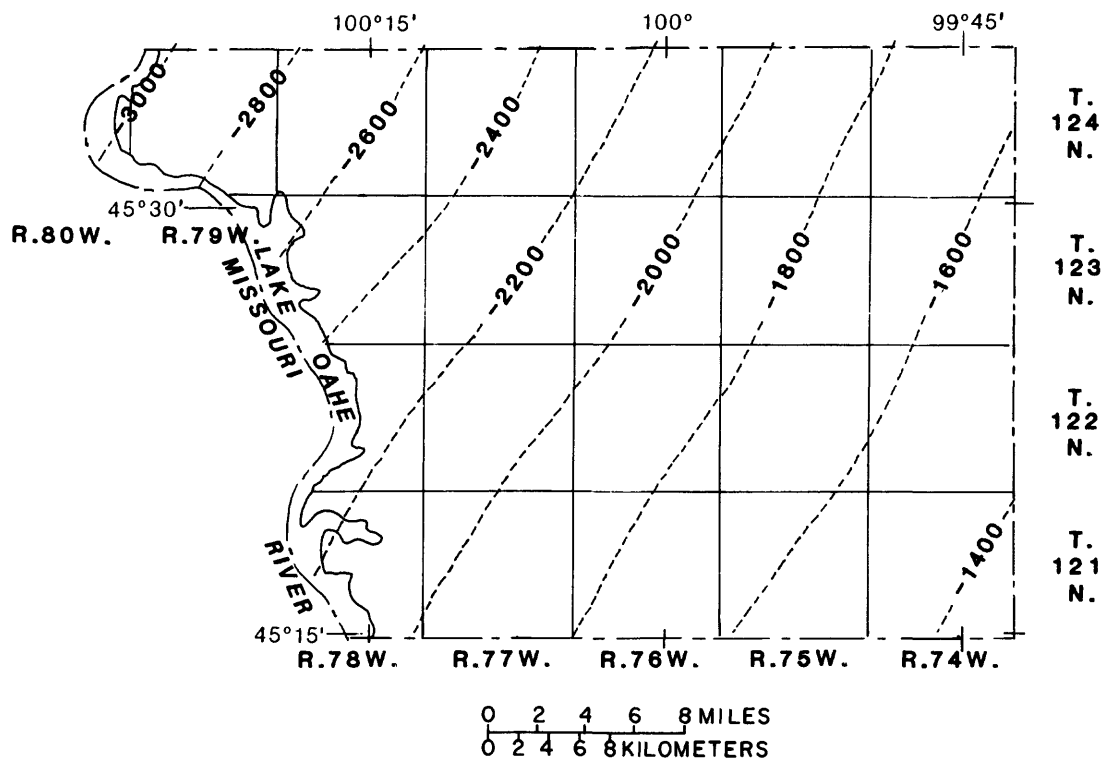 100°15' 100° 99°45'
-3000 -2800 -2600 -2400
T.
124
N.
45°30'
R.80W. R.79W.
LAKE OAHE
MISSOURI
-2200 -2000 -1800 -1600
T.
123
N.
T.
122
N.
RIVER
-1400
T.
121
N.
45°15'
R.78W. R.77W. R.76W. R.75W. R.74W.
0 2 4 6 8 MILES
0 2 4 6 8 KILOMETERS